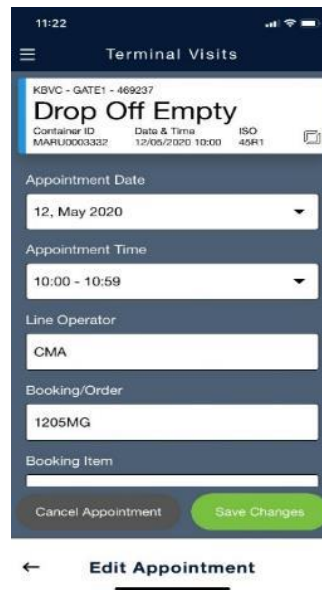 11:22
Terminal Visits
KBVC - GATE1 - 469237
Drop Off Empty
Container ID Date & Time ISO
MARU0003332 12/05/2020 10:00 45R1
Appointment Date
12, May 2020
Appointment Time
10:00 - 10:59
Line Operator
CMA
Booking/Order
1205MG
Booking Item
Cancel Appointment Save Changes
Edit Appointment